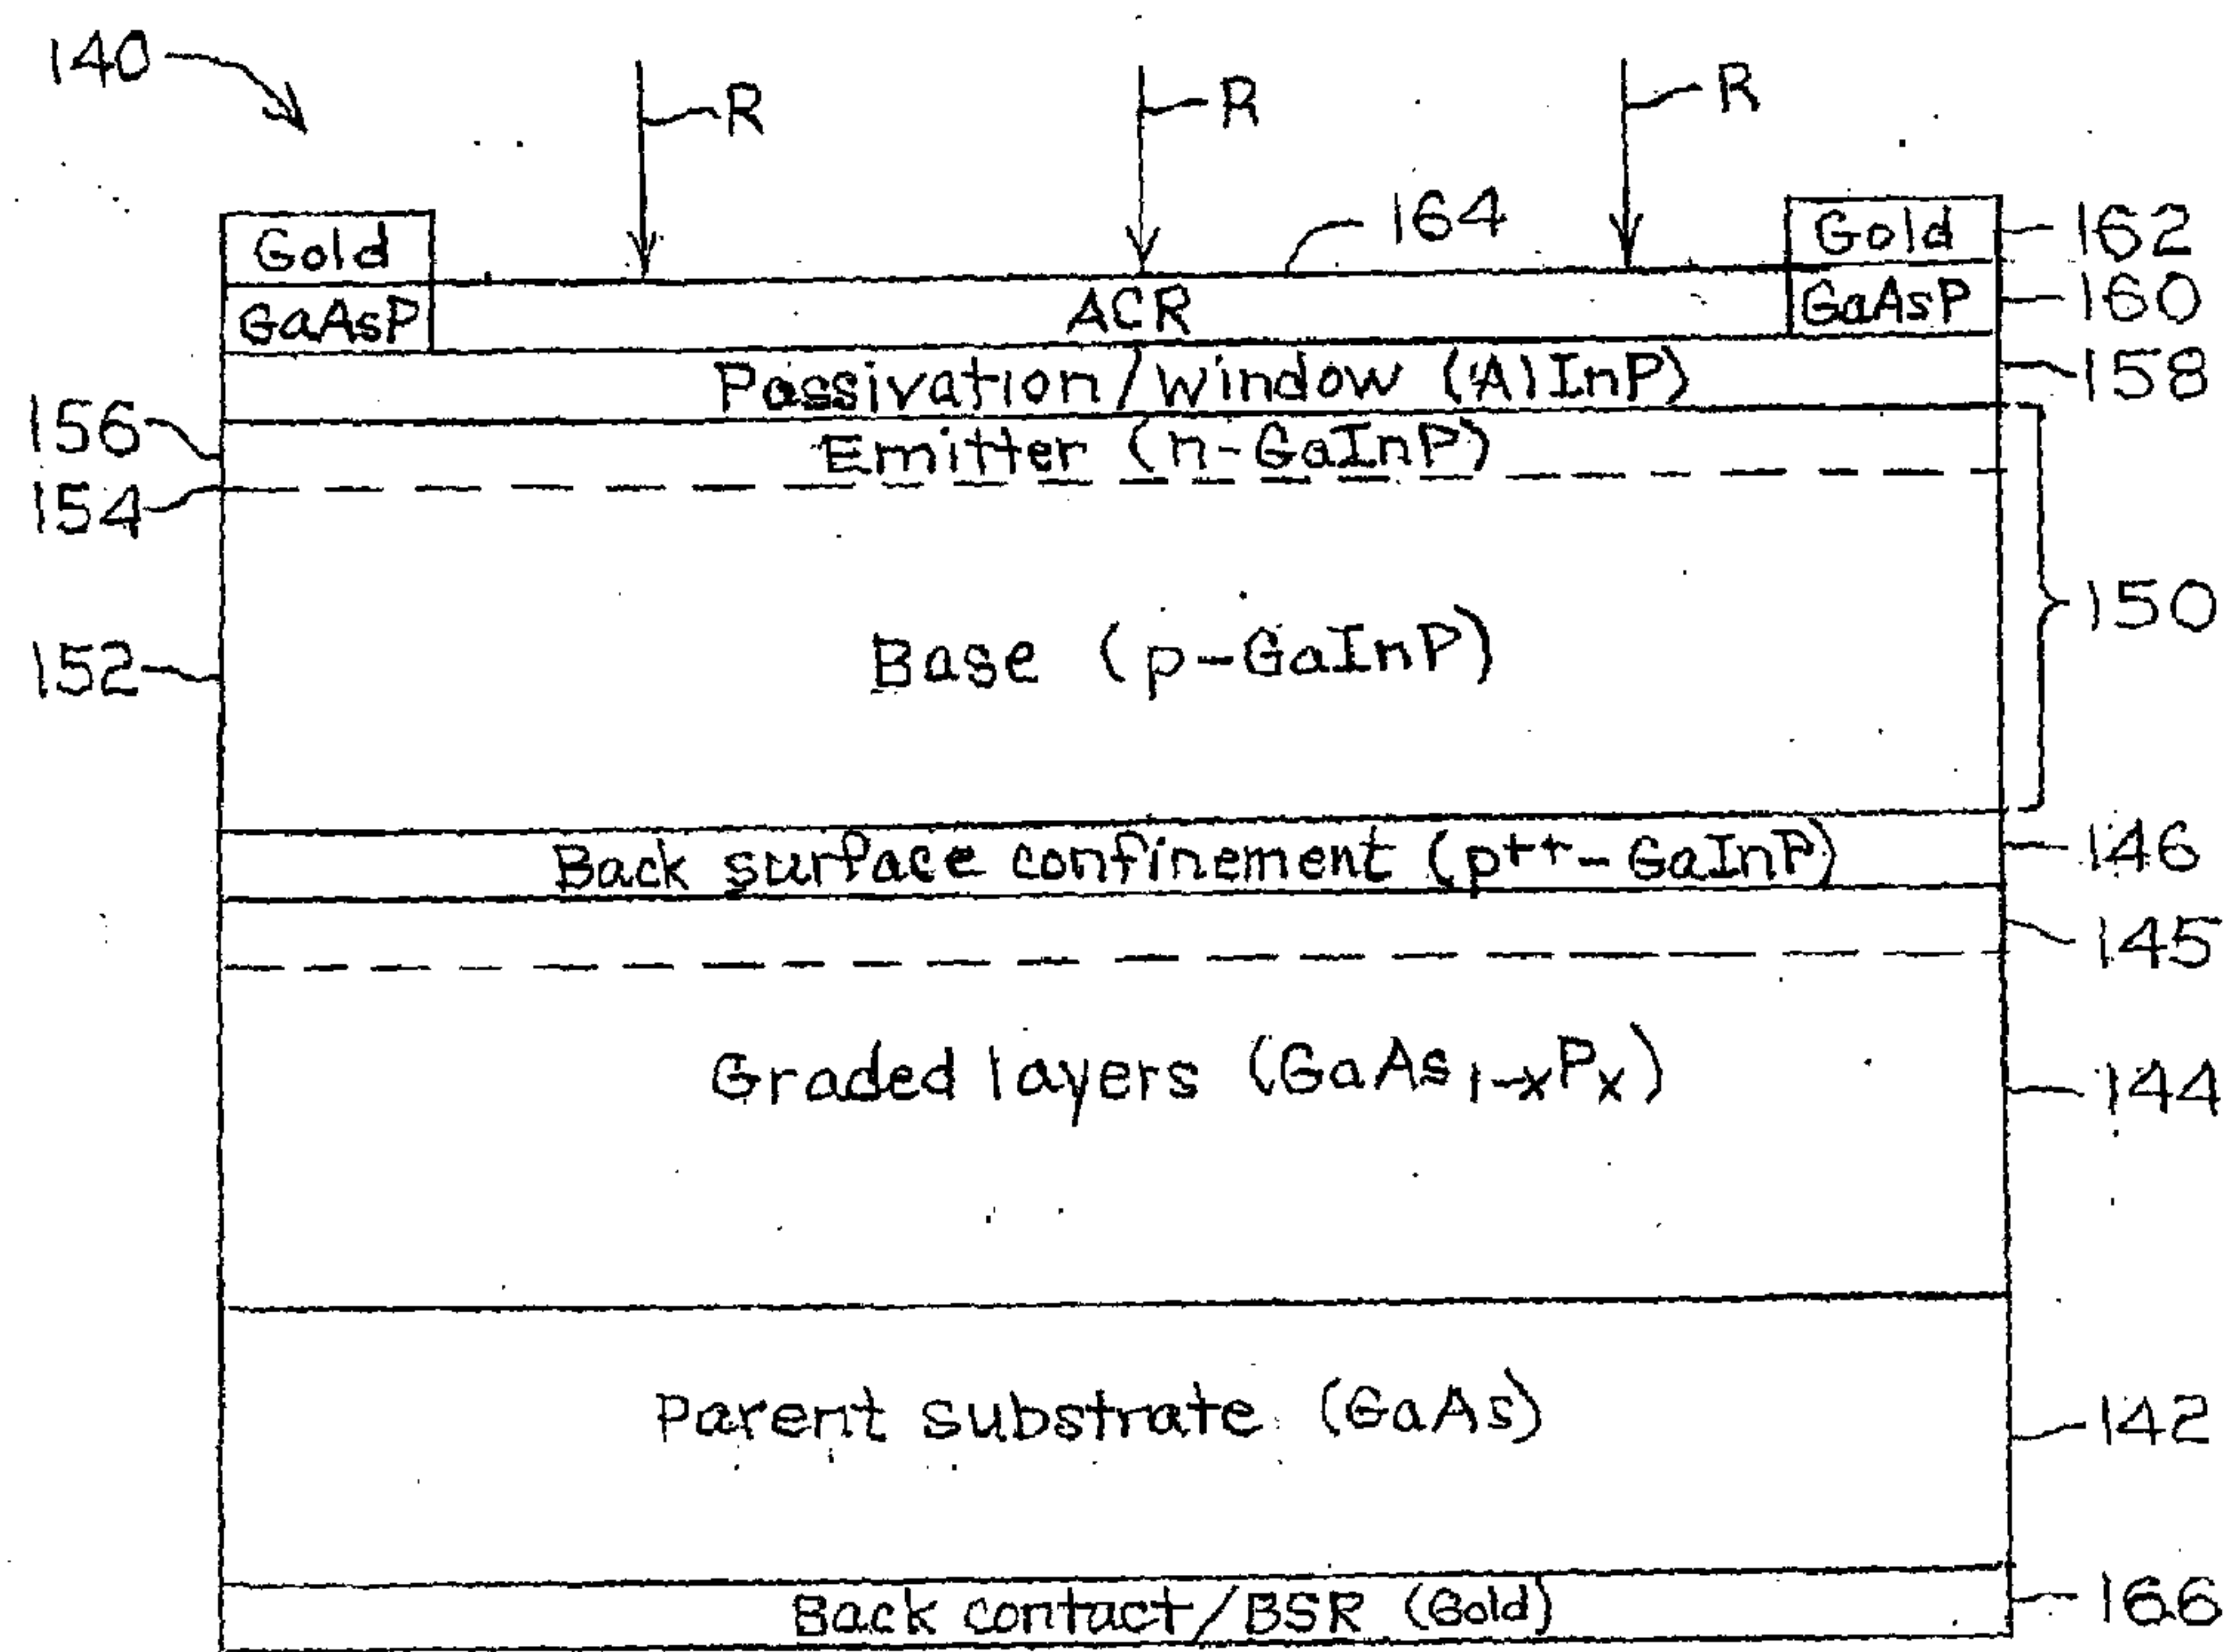 140
R
R
R
164
Gold
Gold
162
GaAsP
ACR
GaAsP
160
Passivation/window (AlInP)
158
156
Emitter (n-GaInP)
154
150
Base (p-GaInP)
152
Back surface confinement (p++-GaInP)
146
145
Graded layers (GaAs1-xPx)
144
Parent substrate (GaAs)
142
Back contact/BSR (Gold)
166